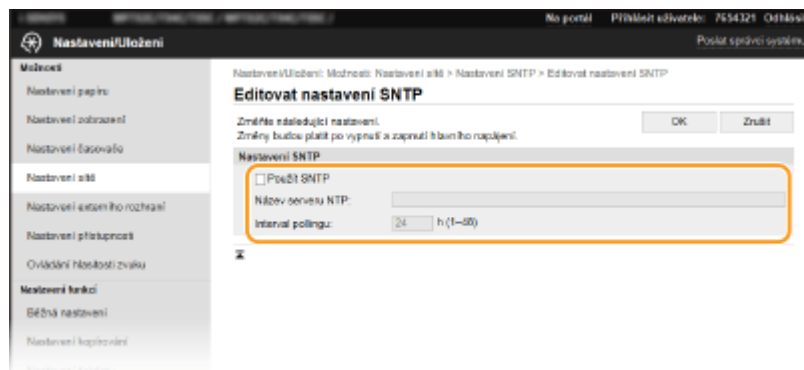 Na portál Přihlásit uživatele: 7654321 Odhlási
Nastavení/Uložení
Poslat správci systému
Možnosti
Nastavení papíru
Nastavení zobrazení
Nastavení časovače
Nastavení sítě
Nastavení externího rozhraní
Nastavení přístupnosti
Ovládání hlasitosti zvuku
Nastavení funkcí
Běžná nastavení
Nastavení kopírování
Nastavení/Uložení: Možnosti: Nastavení sítě > Nastavení SNTP > Editovat nastavení SNTP
Editovat nastavení SNTP
Změňte následující nastavení.
Změny budou platit po vypnutí a zapnutí hlavního napájení.
OK Zrušit
Nastavení SNTP
Použít SNTP
Název serveru NTP:
Interval pollingu: 24 h (1–48)